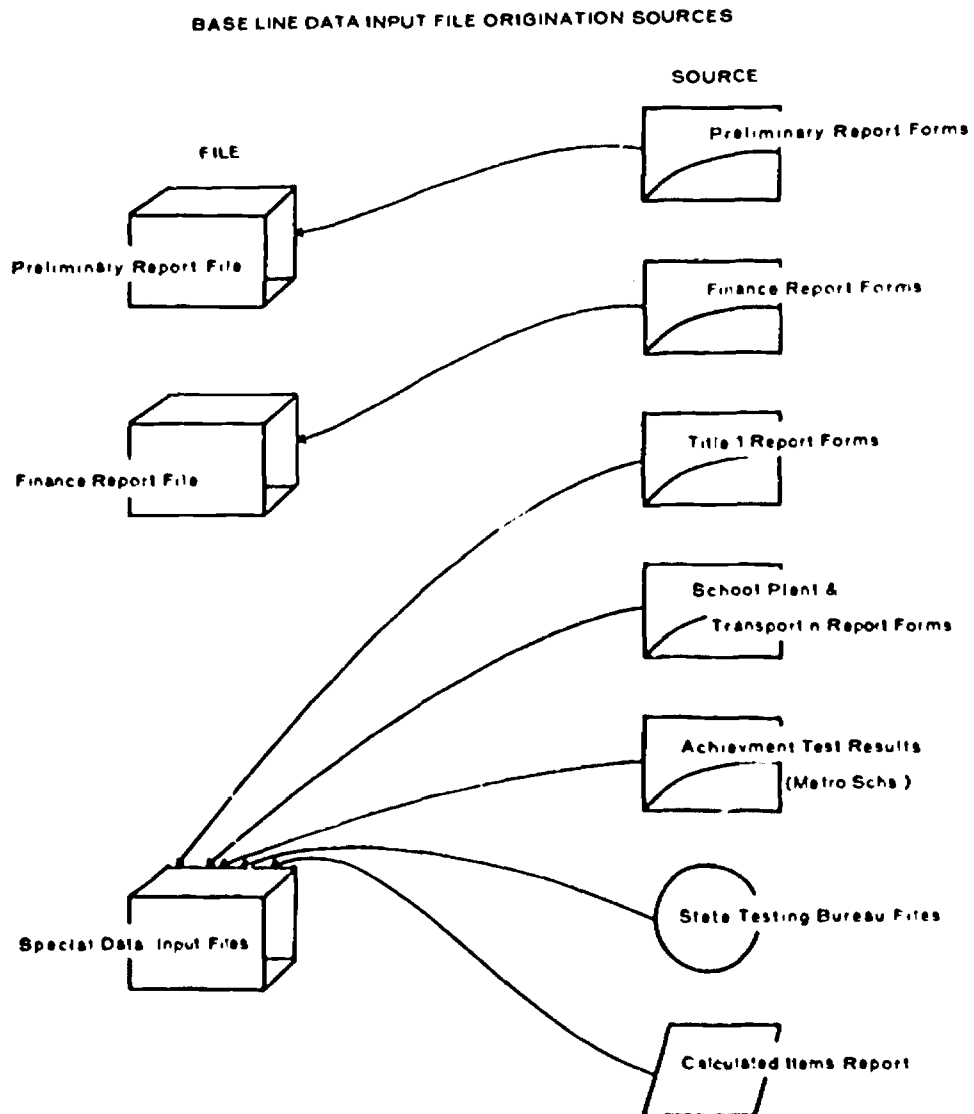 BASE LINE DATA INPUT FILE ORIGINATION SOURCES
SOURCE
Preliminary Report Forms
FILE
Preliminary Report File
Finance Report Forms
Finance Report File
Title 1 Report Forms
School Plant &
Transport n Report Forms
Achievment Test Results
(Metro Schs.)
State Testing Bureau Files
Special Data Input Files
Calculated Items Report